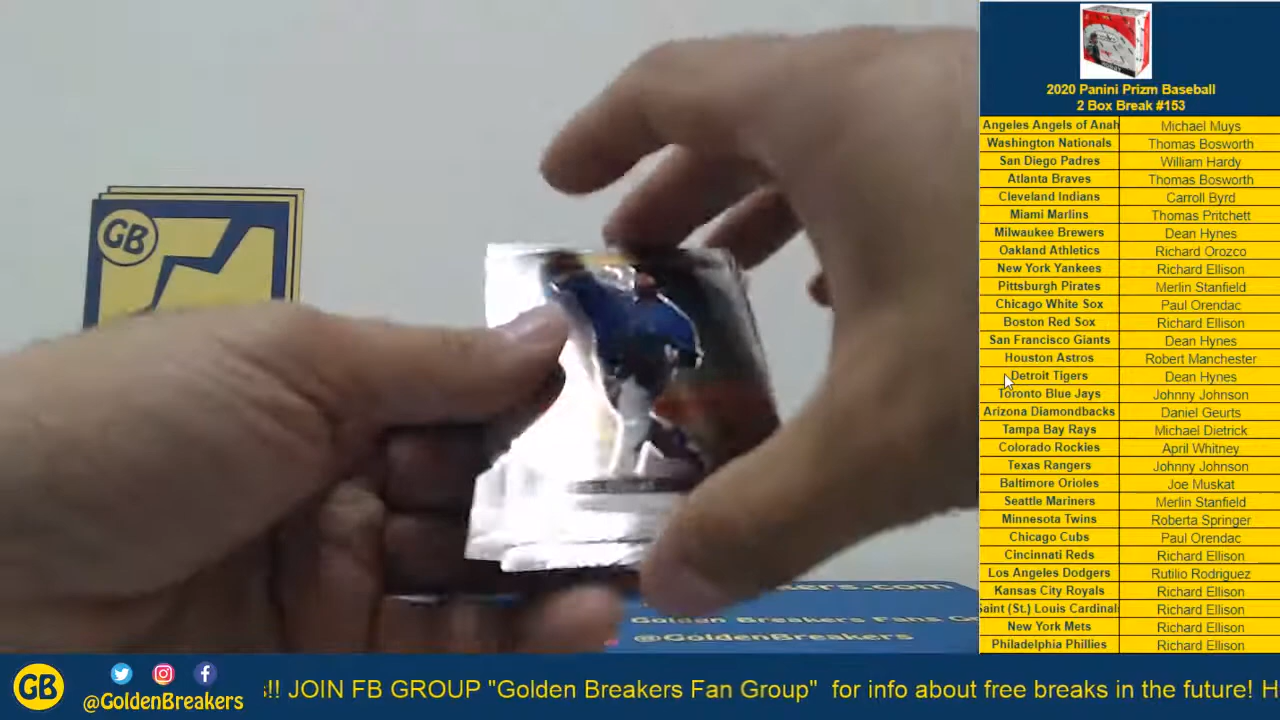 GB
2020 Panini Prizm Baseball
2 Box Break #153
Angeles Angels of Anah Michael Muys
Washington Nationals Thomas Bosworth
San Diego Padres William Hardy
Atlanta Braves Thomas Bosworth
Cleveland Indians Carroll Byrd
Miami Marlins Thomas Pritchett
Milwaukee Brewers Dean Hynes
Oakland Athletics Richard Orozco
New York Yankees Richard Ellison
Pittsburgh Pirates Merlin Stanfield
Chicago White Sox Paul Orendac
Boston Red Sox Richard Ellison
San Francisco Giants Dean Hynes
Houston Astros Robert Manchester
Detroit Tigers Dean Hynes
Toronto Blue Jays Johnny Johnson
Arizona Diamondbacks Daniel Geurts
Tampa Bay Rays Michael Dietrick
Colorado Rockies April Whitney
Texas Rangers Johnny Johnson
Baltimore Orioles Joe Muskat
Seattle Mariners Merlin Stanfield
Minnesota Twins Roberta Springer
Chicago Cubs Paul Orendac
Cincinnati Reds Richard Ellison
Los Angeles Dodgers Rutilio Rodriguez
Kansas City Royals Richard Ellison
Saint (St.) Louis Cardinals Richard Ellison
New York Mets Richard Ellison
Philadelphia Phillies Richard Ellison
sers.com
Golden Breakers Fans G
@GoldenBreakers
GB
@GoldenBreakers
s!! JOIN FB GROUP "Golden Breakers Fan Group" for info about free breaks in the future! H